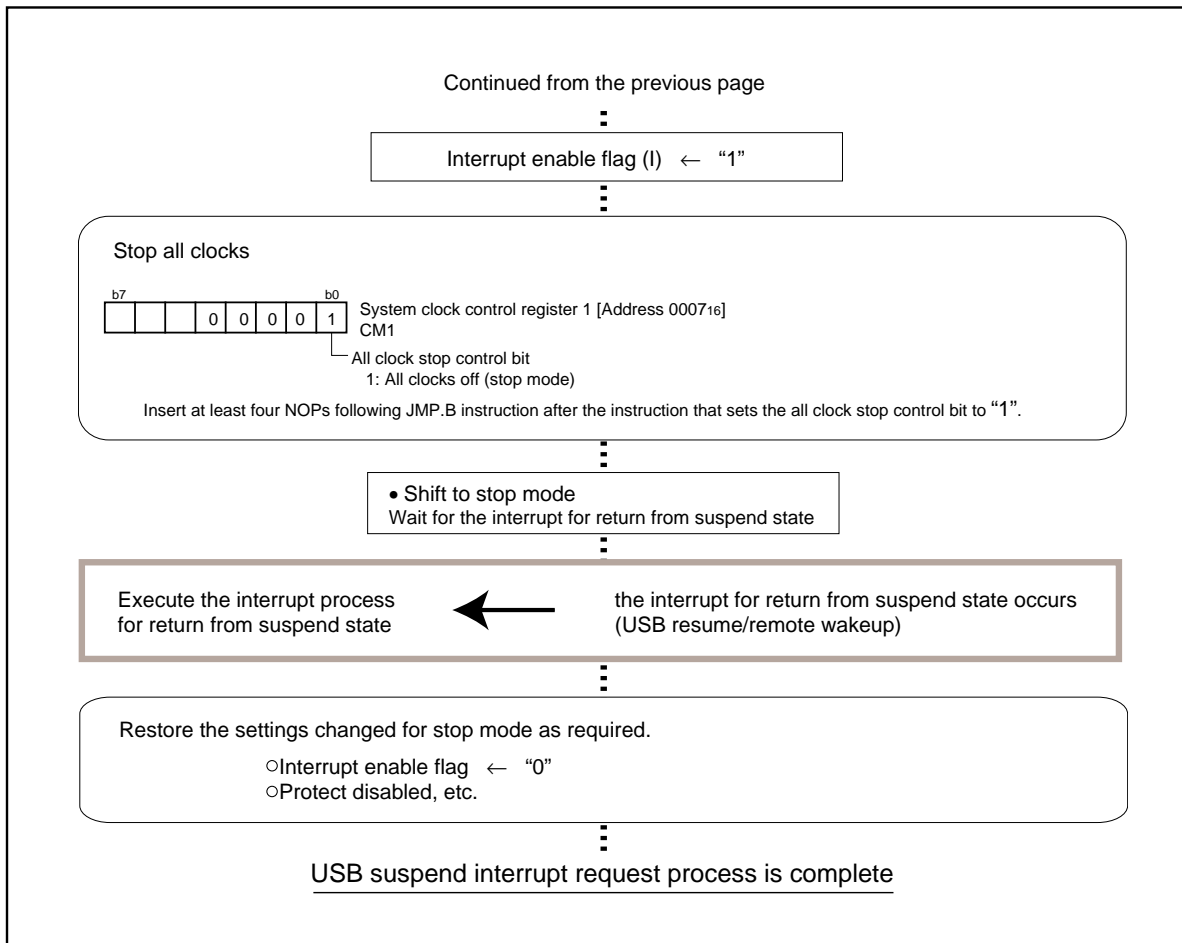 Continued from the previous page
Interrupt enable flag (I) ← “1”
Stop all clocks
b7 b0
0 0 0 0 1
System clock control register 1 [Address 000716]
CM1
All clock stop control bit
1: All clocks off (stop mode)
Insert at least four NOPs following JMP.B instruction after the instruction that sets the all clock stop control bit to “1”.
• Shift to stop mode
Wait for the interrupt for return from suspend state
Execute the interrupt process
for return from suspend state
the interrupt for return from suspend state occurs
(USB resume/remote wakeup)
Restore the settings changed for stop mode as required.
○Interrupt enable flag ← “0”
○Protect disabled, etc.
USB suspend interrupt request process is complete